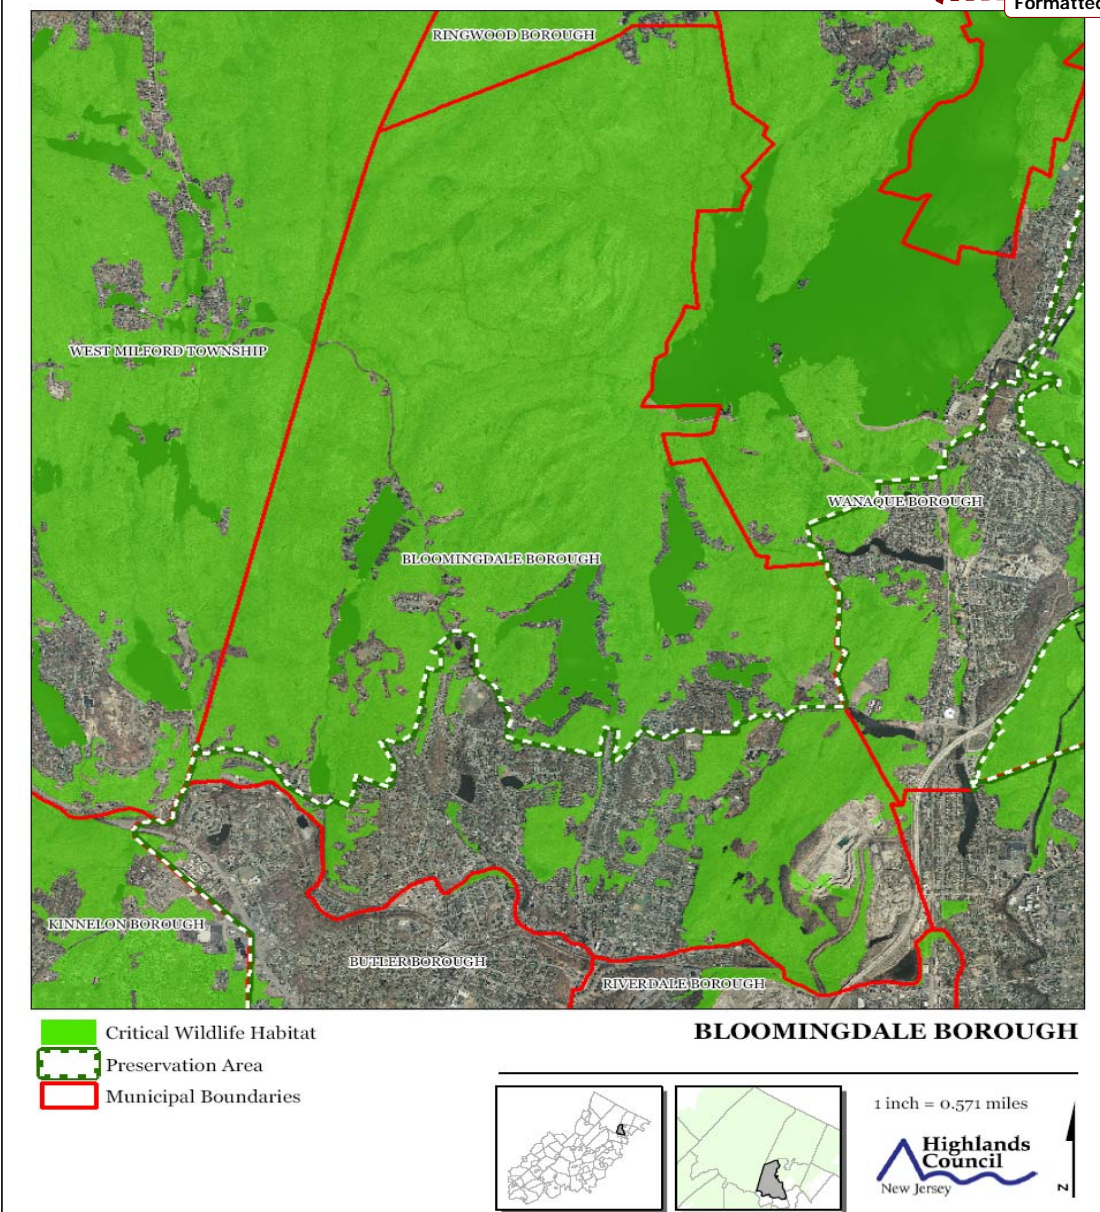 Formatted
RINGWOOD BOROUGH
WEST MILFORD TOWNSHIP
WANAQUE BOROUGH
BLOOMINGDALE BOROUGH
KINNELON BOROUGH
BUTLER BOROUGH
RIVERDALE BOROUGH
Critical Wildlife Habitat
Preservation Area
Municipal Boundaries
BLOOMINGDALE BOROUGH
1 inch = 0.571 miles
Highlands
Council
New Jersey
N